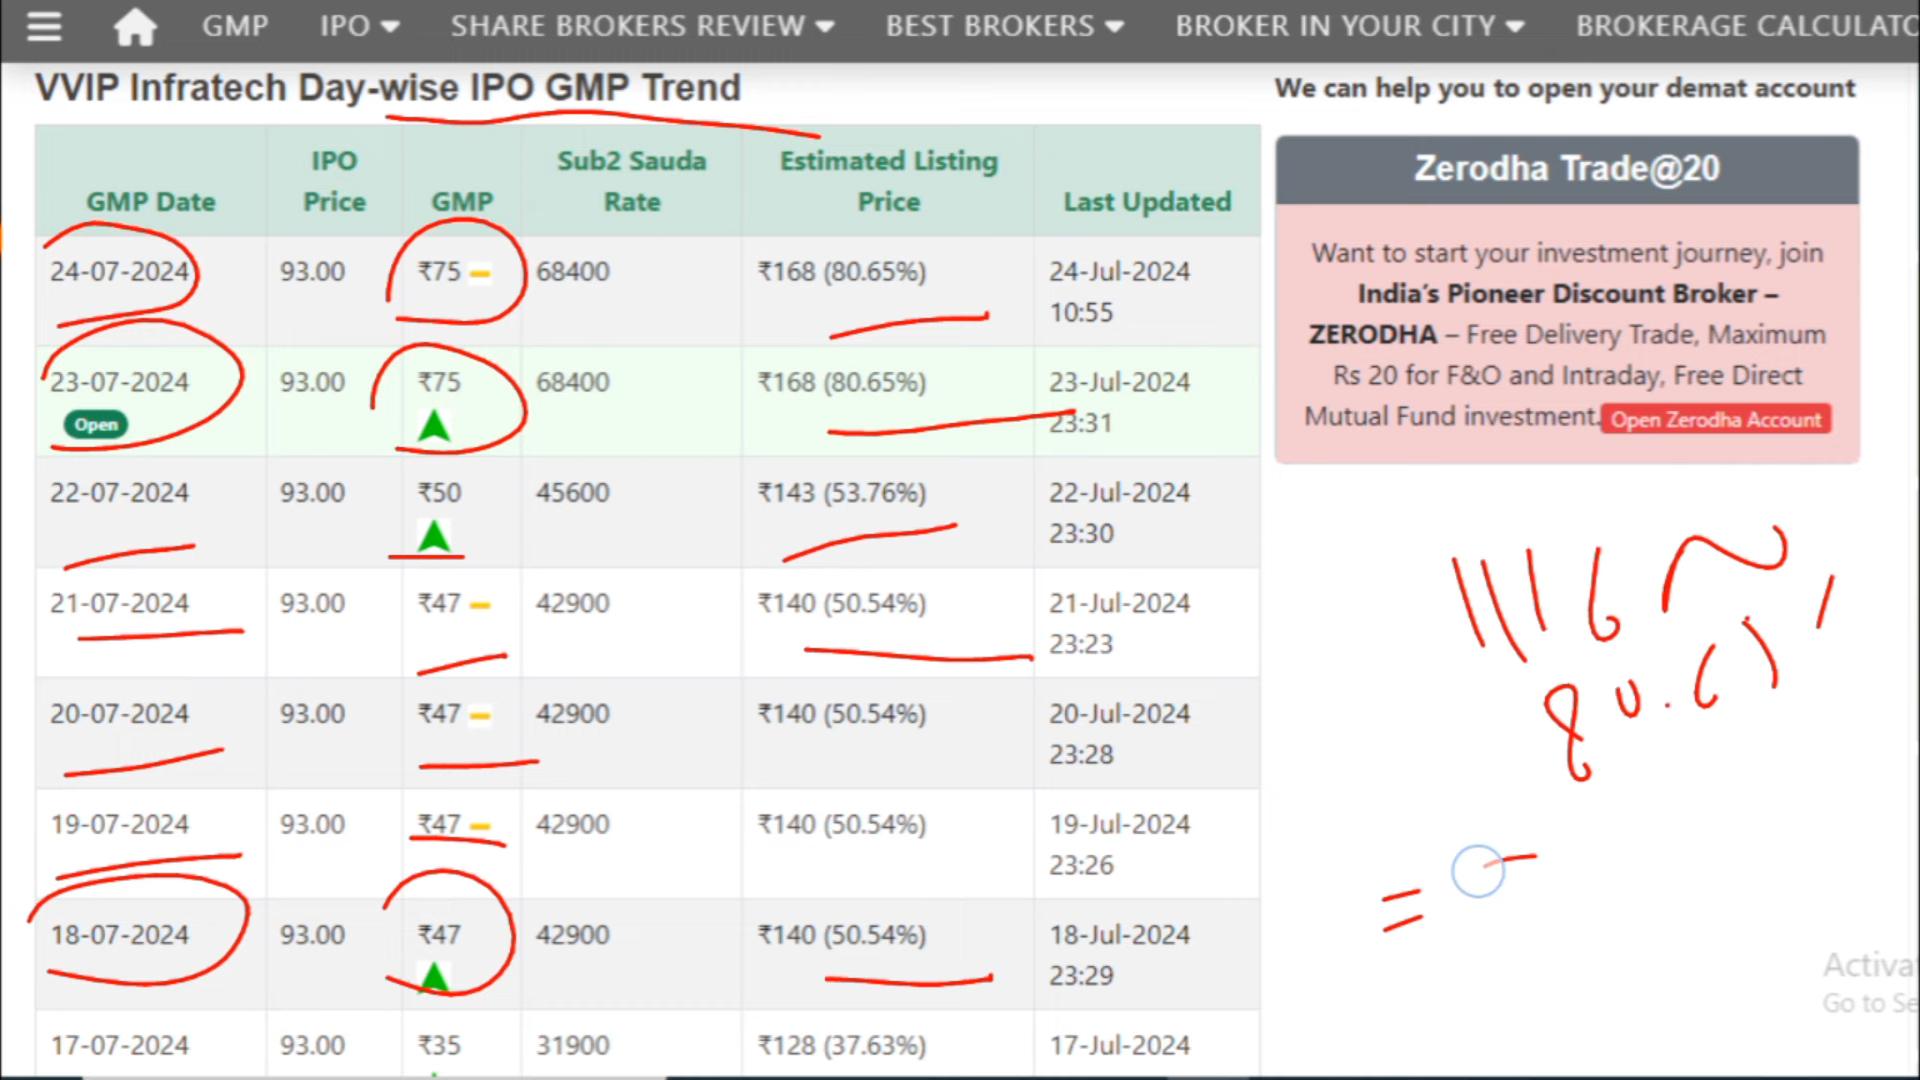 GMP IPO SHARE BROKERS REVIEW BEST BROKERS BROKER IN YOUR CITY BROKERAGE CALCULATO
VVIP Infratech Day-wise IPO GMP Trend
GMP Date IPO Price GMP Sub2 Sauda Rate Estimated Listing Price Last Updated
24-07-2024 93.00 ₹75 68400 ₹168 (80.65%) 24-Jul-2024 10:55
23-07-2024 Open 93.00 ₹75 68400 ₹168 (80.65%) 23-Jul-2024 23:31
22-07-2024 93.00 ₹50 45600 ₹143 (53.76%) 22-Jul-2024 23:30
21-07-2024 93.00 ₹47 42900 ₹140 (50.54%) 21-Jul-2024 23:23
20-07-2024 93.00 ₹47 42900 ₹140 (50.54%) 20-Jul-2024 23:28
19-07-2024 93.00 ₹47 42900 ₹140 (50.54%) 19-Jul-2024 23:26
18-07-2024 93.00 ₹47 42900 ₹140 (50.54%) 18-Jul-2024 23:29
17-07-2024 93.00 ₹35 31900 ₹128 (37.63%) 17-Jul-2024
We can help you to open your demat account
Zerodha Trade@20
Want to start your investment journey, join
India's Pioneer Discount Broker –
ZERODHA – Free Delivery Trade, Maximum
Rs 20 for F&O and Intraday, Free Direct
Mutual Fund investment. Open Zerodha Account
=
Activa
Go to Se